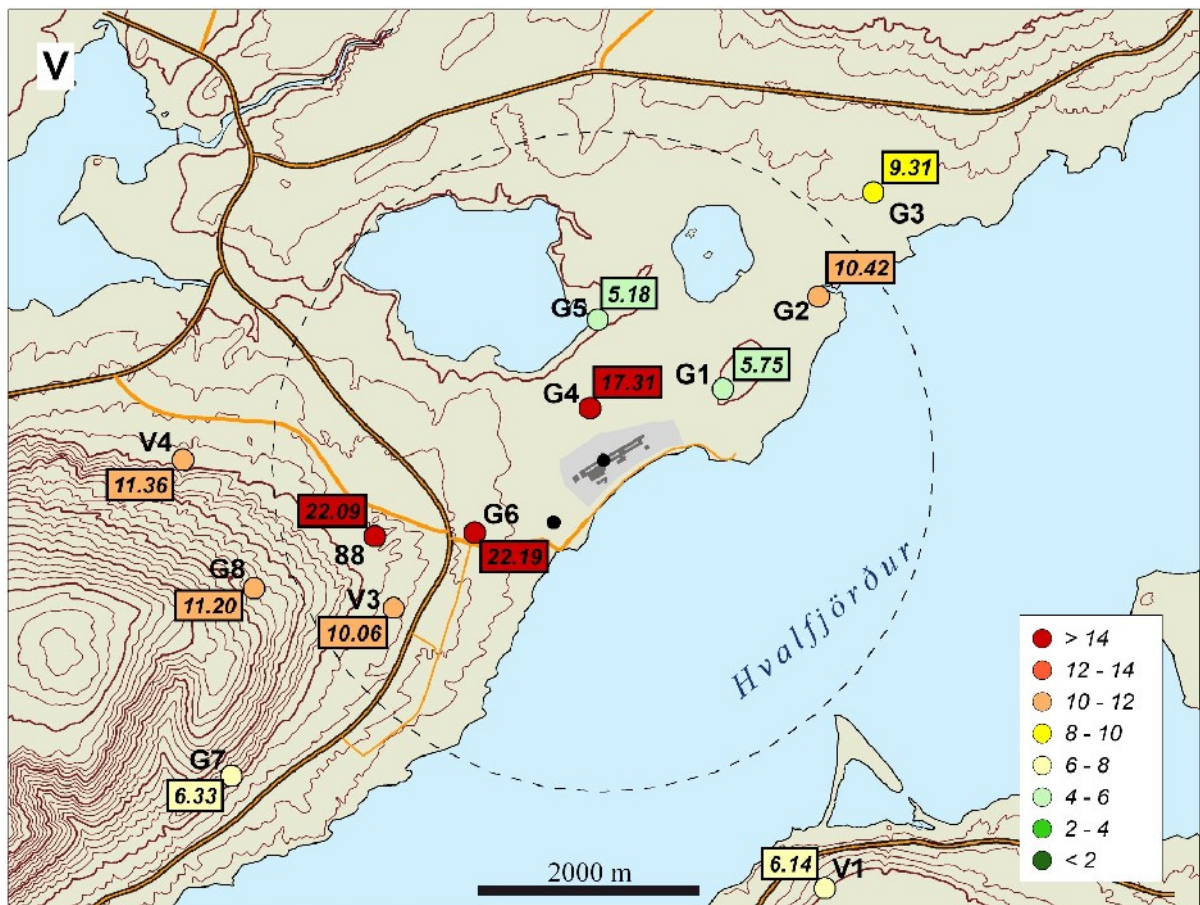 V
9.31
G3
10.42
G2
5.18
G5
5.75
G1
17.31
G4
V4
11.36
22.09
88
G6
22.19
G8
11.20
V3
10.06
Hvalfjörður
G7
6.33
6.14
V1
2000 m
> 14
12 - 14
10 - 12
8 - 10
6 - 8
4 - 6
2 - 4
< 2